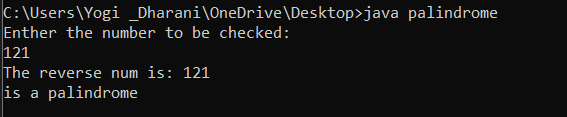 C:\Users\Yogi _Dharani\OneDrive\Desktop>java palindrome
Enther the number to be checked:
121
The reverse num is: 121
is a palindrome